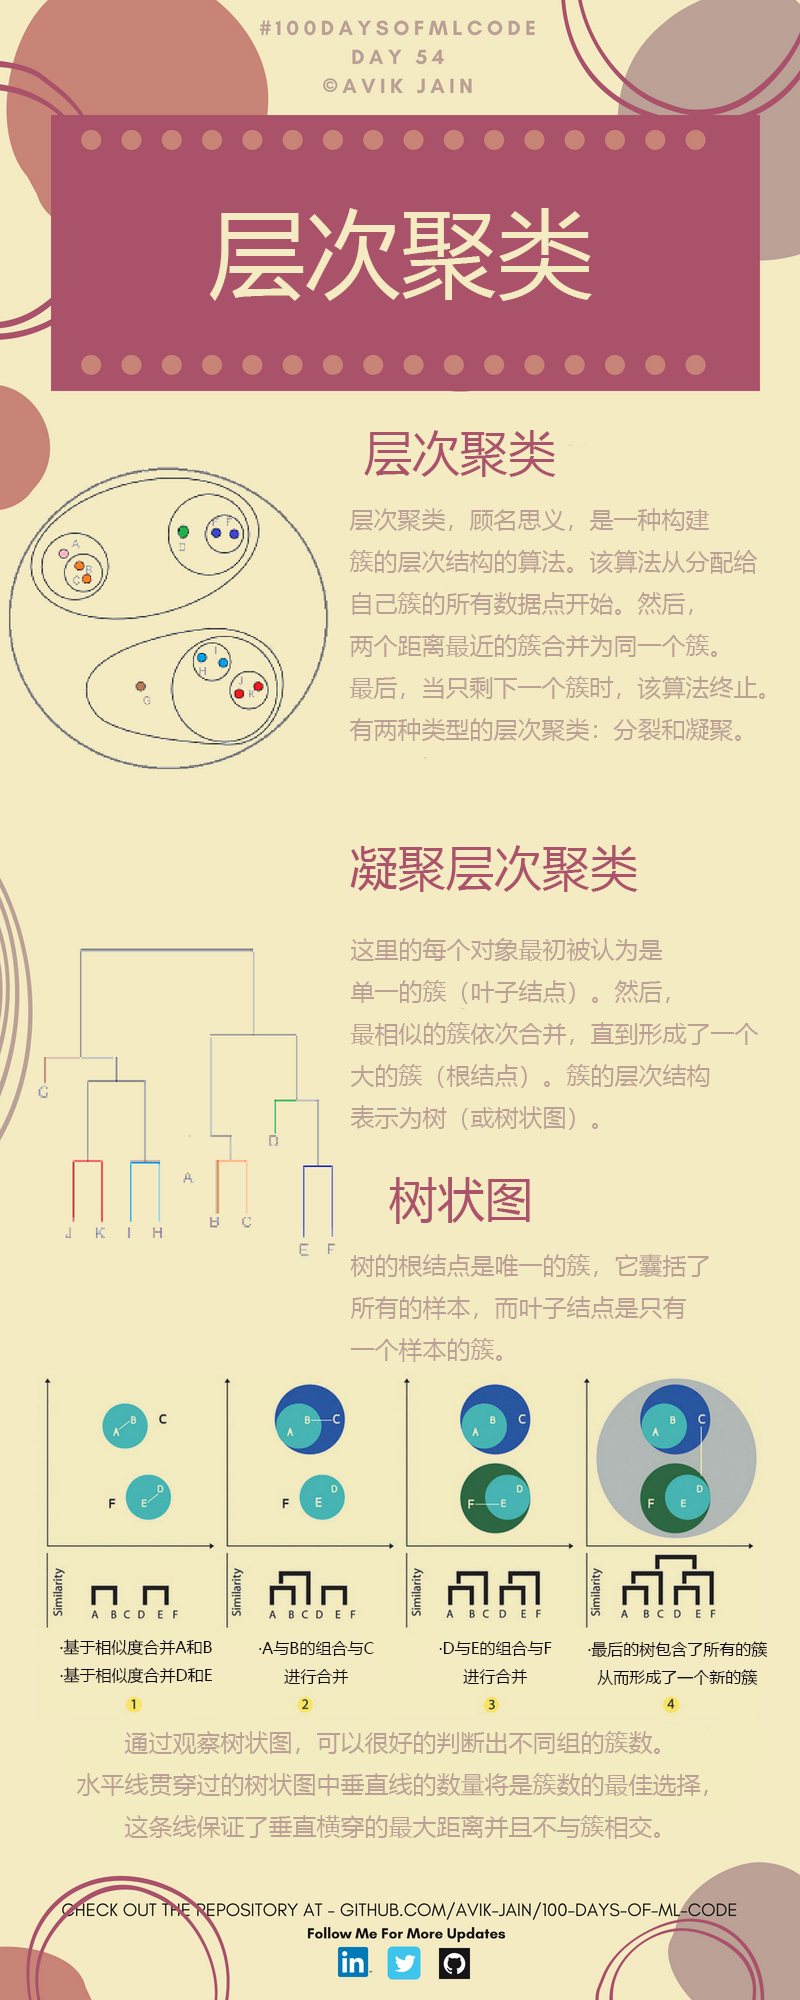 #100DAYSOFMLCODE
DAY 54
©AVIK JAIN
层次聚类
层次聚类
层次聚类，顾名思义，是一种构建
簇的层次结构的算法。该算法从分配给
自己簇的所有数据点开始。然后，
两个距离最近的簇合并为同一个簇。
最后，当只剩下一个簇时，该算法终止。
有两种类型的层次聚类：分裂和凝聚。
A
B
C
D
F F
I
H
J
K
G
凝聚层次聚类
这里的每个对象最初被认为是
单一的簇（叶子结点）。然后，
最相似的簇依次合并，直到形成了一个
大的簇（根结点）。簇的层次结构
表示为树（或树状图）。
G
D
A
J K I H B C
E F
树状图
树的根结点是唯一的簇，它囊括了
所有的样本，而叶子结点是只有
一个样本的簇。
A B C
F E D
A B C
F E
A B C
F E D
A B C
F E D
Similarity
A B C D E F
Similarity
A B C D E F
Similarity
A B C D E F
Similarity
A B C D E F
·基于相似度合并A和B
·基于相似度合并D和E
1
·A与B的组合与C
进行合并
2
·D与E的组合与F
进行合并
3
·最后的树包含了所有的簇
从而形成了一个新的簇
4
通过观察树状图，可以很好的判断出不同组的簇数。
水平线贯穿过的树状图中垂直线的数量将是簇数的最佳选择，
这条线保证了垂直横穿的最大距离并且不与簇相交。
CHECK OUT THE REPOSITORY AT - GITHUB.COM/AVIK-JAIN/100-DAYS-OF-ML-CODE
Follow Me For More Updates
in